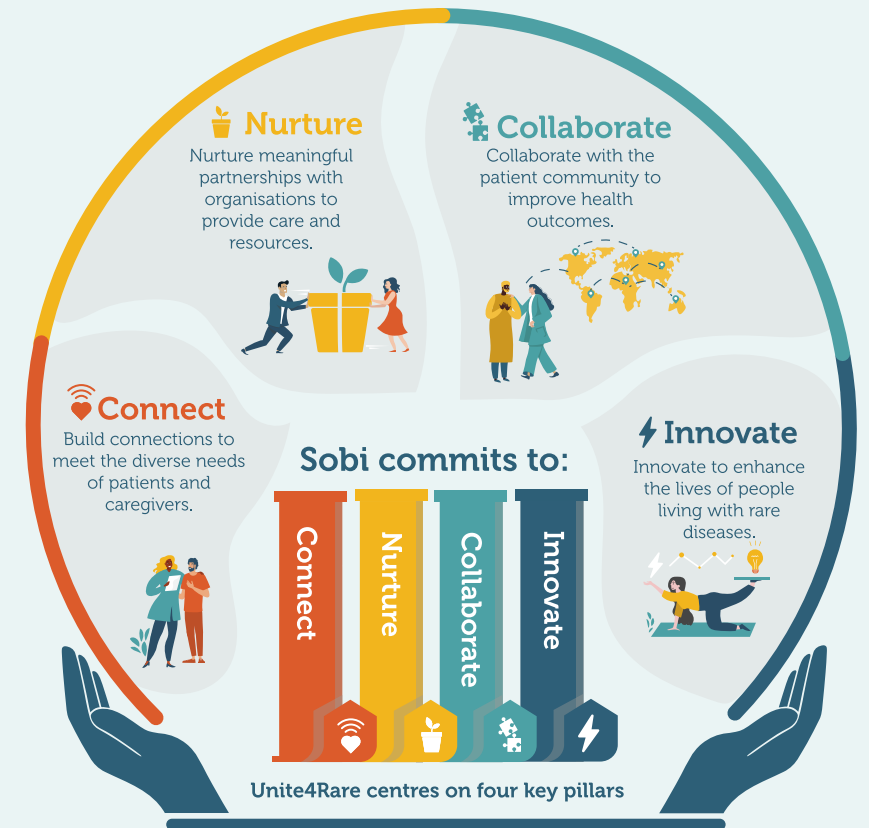 Nurture
Nurture meaningful
partnerships with
organisations to
provide care and
resources.
Collaborate
Collaborate with the
patient community to
improve health
outcomes.
Connect
Build connections to
meet the diverse needs
of patients and
caregivers.
Innovate
Innovate to enhance
the lives of people
living with rare
diseases.
Sobi commits to:
Connect
Nurture
Collaborate
Innovate
Unite4Rare centres on four key pillars